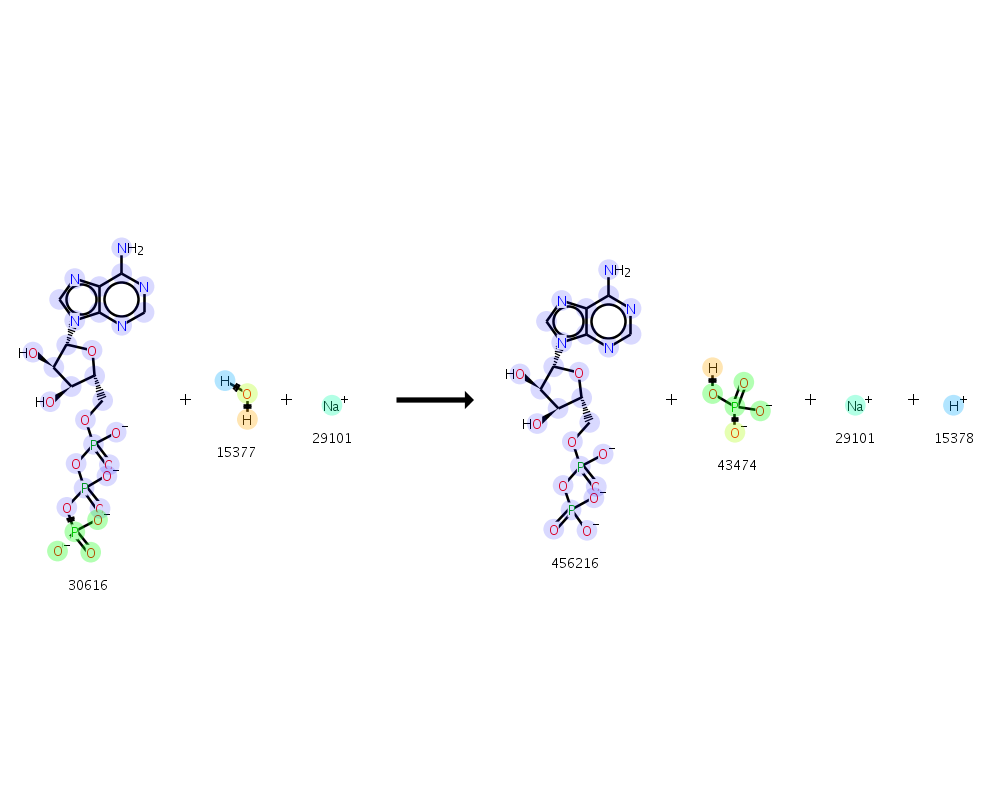 NH2
N N
N N
HO O
HO
O
P O-
O O O-
P
O O O-
P
O- O
30616
+
H
O
H
15377
+
Na+
29101
NH2
N N
N N
HO O
HO
O
P O-
O O O-
P
O O-
456216
+
H
O O
P O-
O-
43474
+
Na+
29101
+
H+
15378